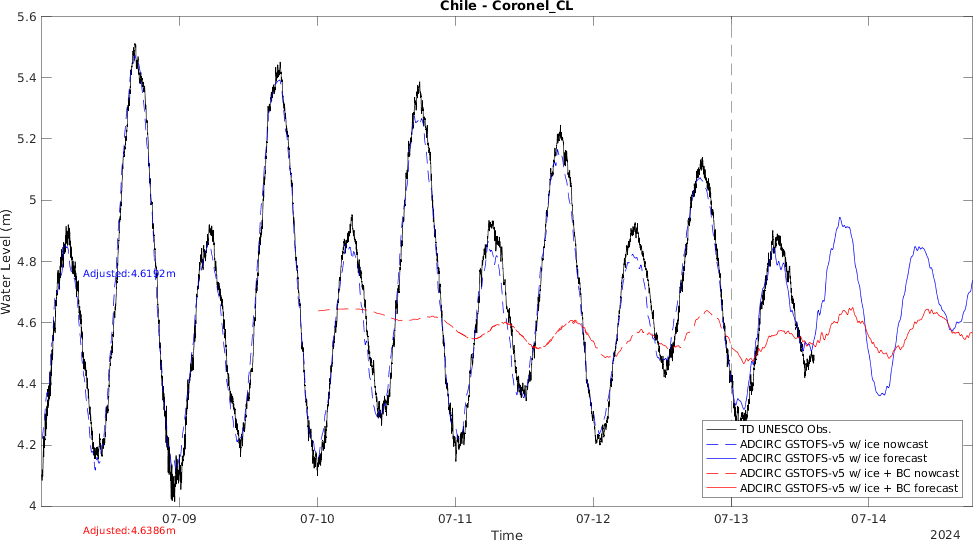 Chile - Coronel_CL
5.6
5.4
5.2
5
4.8
4.6
4.4
4.2
4
Water Level (m)
Adjusted:4.6192m
Adjusted:4.6386m
TD UNESCO Obs.
ADCIRC GSTOFS-v5 w/ ice nowcast
ADCIRC GSTOFS-v5 w/ ice forecast
ADCIRC GSTOFS-v5 w/ ice + BC nowcast
ADCIRC GSTOFS-v5 w/ ice + BC forecast
07-09 07-10 07-11 07-12 07-13 07-14
Time
2024